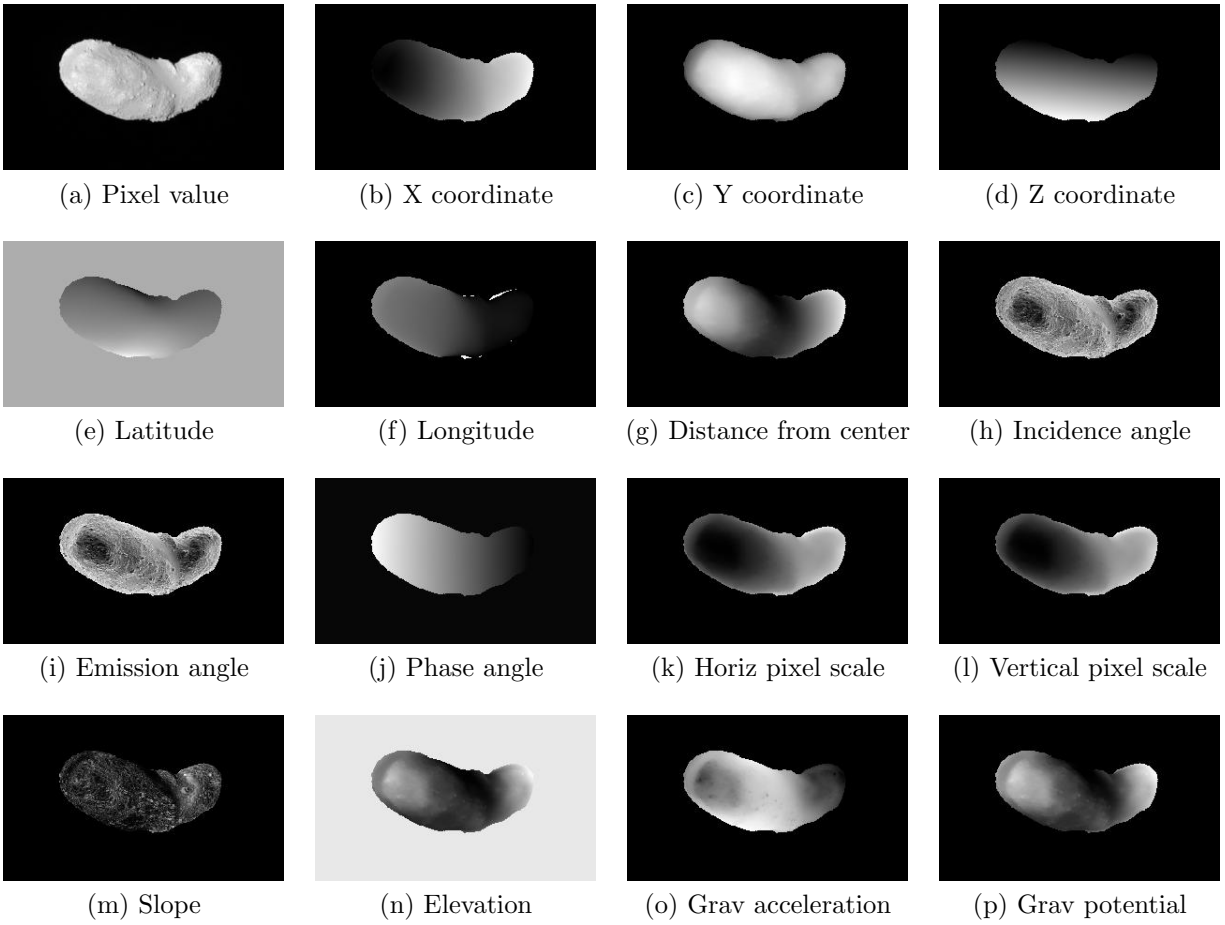 (a) Pixel value
(b) X coordinate
(c) Y coordinate
(d) Z coordinate
(e) Latitude
(f) Longitude
(g) Distance from center
(h) Incidence angle
(i) Emission angle
(j) Phase angle
(k) Horiz pixel scale
(l) Vertical pixel scale
(m) Slope
(n) Elevation
(o) Grav acceleration
(p) Grav potential